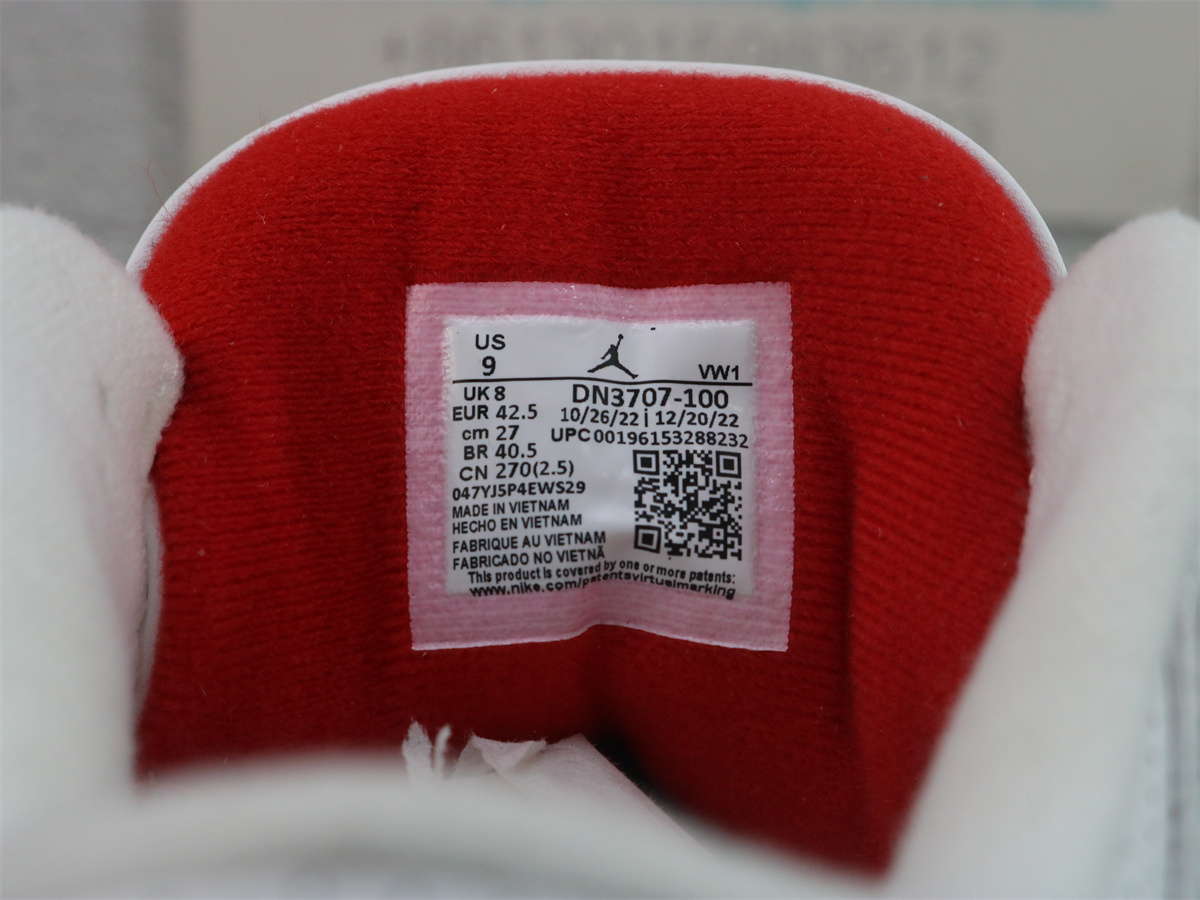 US
9
VW1
UK 8
DN3707-100
EUR 42.5
10/26/22 | 12/20/22
cm 27
UPC 00196153288232
BR 40.5
CN 270(2.5)
047YJ5P4EWS29
MADE IN VIETNAM
HECHO EN VIETNAM
FABRIQUE AU VIETNAM
FABRICADO NO VIETNÃ
This product is covered by one or more patents:
www.nike.com/patentsvirtualmarking